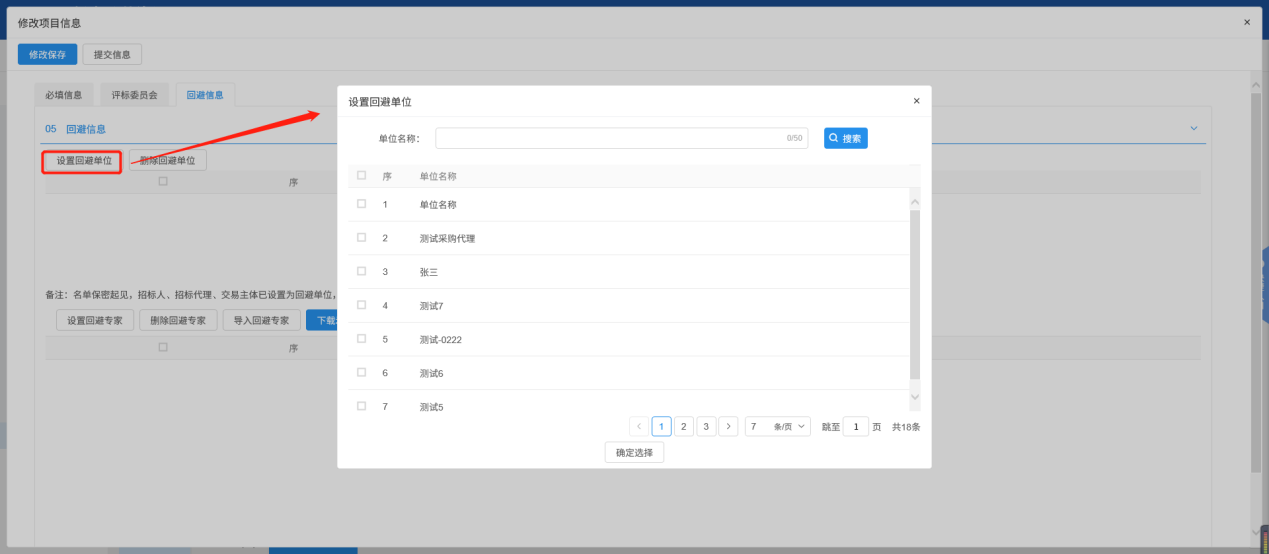 修改项目信息
×
修改保存 提交信息
必填信息 评标委员会 回避信息
05 回避信息
设置回避单位 删除回避单位
序
备注：名单保密起见，招标人、招标代理、交易主体已设置为回避单位，
设置回避专家 删除回避专家 导入回避专家 下载
序
设置回避单位
×
单位名称： 0/50 搜索
序 单位名称
1 单位名称
2 测试采购代理
3 张三
4 测试7
5 测试-0222
6 测试6
7 测试5
1 2 3 7 条/页 跳至 1 页 共18条
确定选择